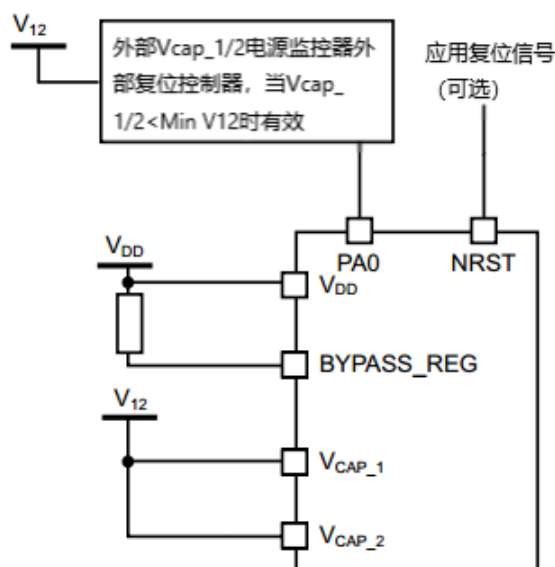 V12
外部Vcap_1/2电源监控器外
部复位控制器，当Vcap_
1/2<Min V12时有效
应用复位信号
(可选)
PA0
NRST
VDD
VDD
BYPASS_REG
V12
VCAP_1
VCAP_2